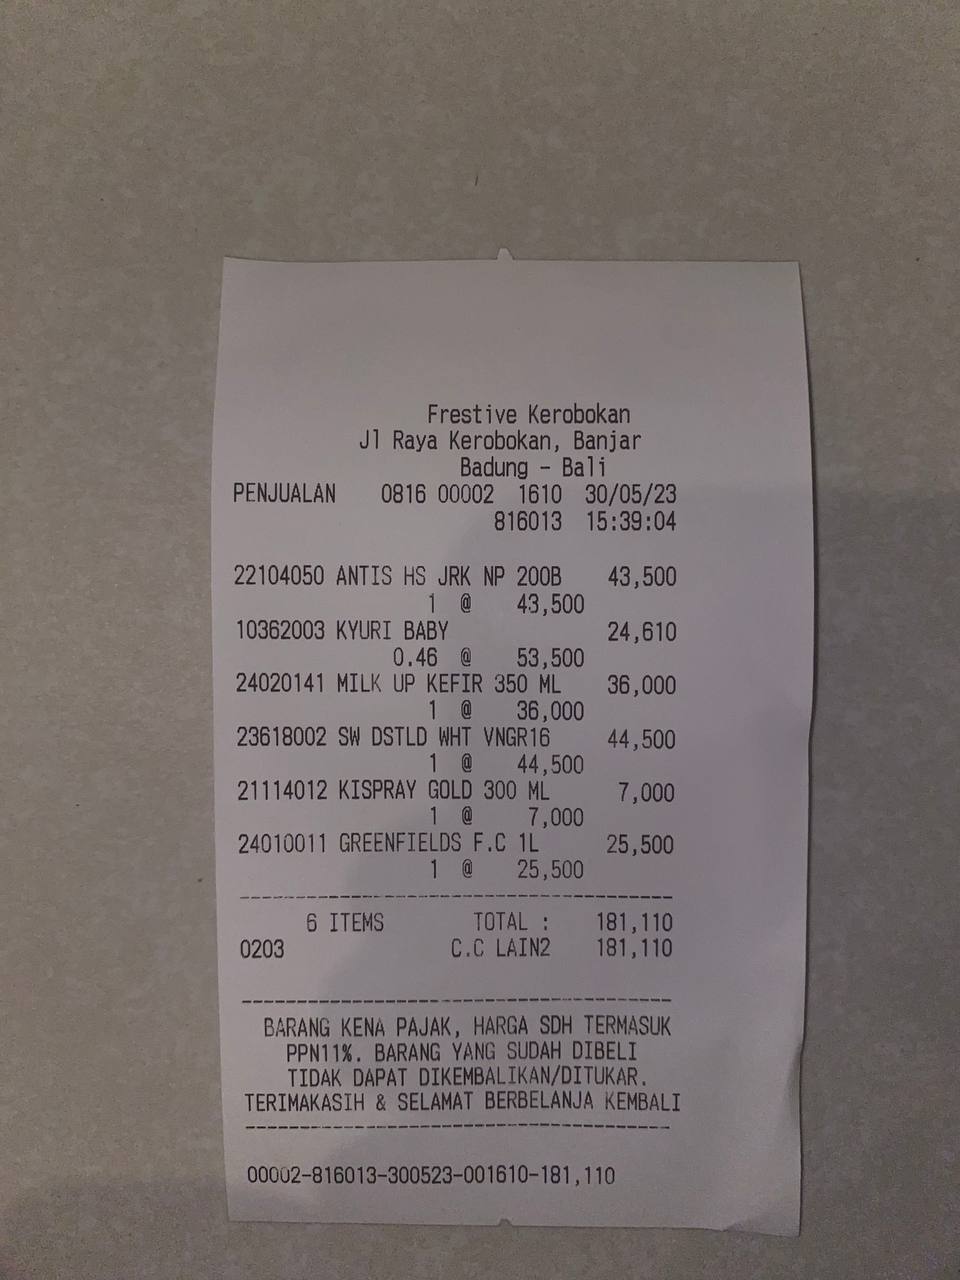 Frestive Kerobokan
Jl Raya Kerobokan, Banjar
Badung - Bali
PENJUALAN 0816 00002 1610 30/05/23
816013 15:39:04
22104050 ANTIS HS JRK NP 200B 43,500
1 @ 43,500
10362003 KYURI BABY 24,610
0.46 @ 53,500
24020141 MILK UP KEFIR 350 ML 36,000
1 @ 36,000
23618002 SW DSTLD WHT VNGR16 44,500
1 @ 44,500
21114012 KISPRAY GOLD 300 ML 7,000
1 @ 7,000
24010011 GREENFIELDS F.C 1L 25,500
1 @ 25,500
6 ITEMS TOTAL : 181,110
0203 C.C LAIN2 181,110
BARANG KENA PAJAK, HARGA SDH TERMASUK
PPN11%. BARANG YANG SUDAH DIBELI
TIDAK DAPAT DIKEMBALIKAN/DITUKAR.
TERIMAKASIH & SELAMAT BERBELANJA KEMBALI
00002-816013-300523-001610-181,110